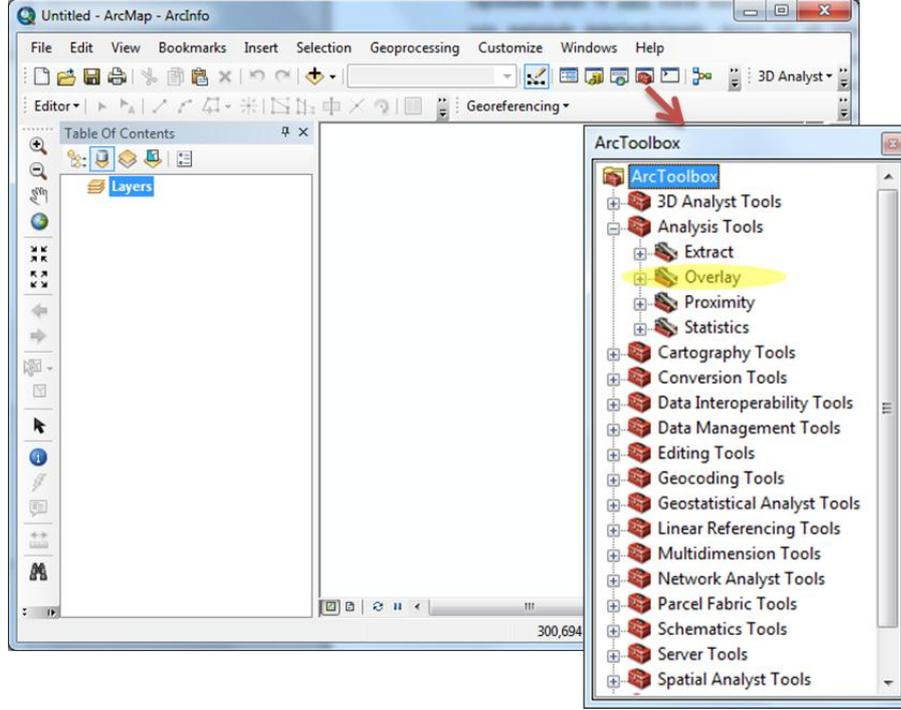 Untitled - ArcMap - ArcInfo
File Edit View Bookmarks Insert Selection Geoprocessing Customize Windows Help
3D Analyst
Editor Georeferencing
Table Of Contents
Layers
300,694
ArcToolbox
ArcToolbox
3D Analyst Tools
Analysis Tools
Extract
Overlay
Proximity
Statistics
Cartography Tools
Conversion Tools
Data Interoperability Tools
Data Management Tools
Editing Tools
Geocoding Tools
Geostatistical Analyst Tools
Linear Referencing Tools
Multidimension Tools
Network Analyst Tools
Parcel Fabric Tools
Schematics Tools
Server Tools
Spatial Analyst Tools